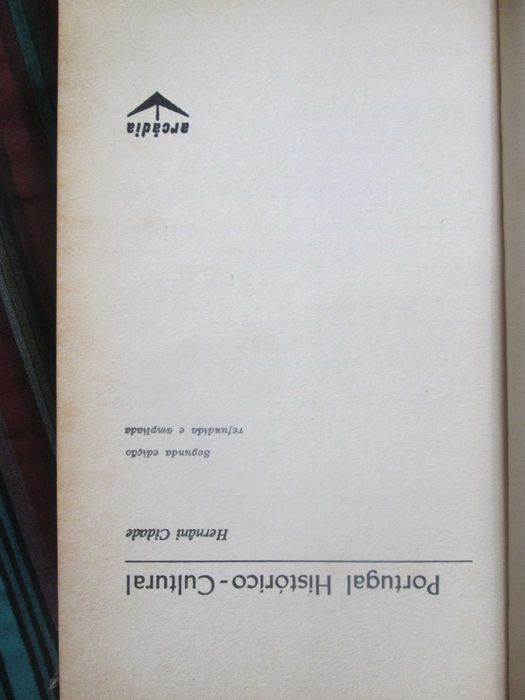 Portugal Histórico-Cultural
Hernâni Cidade
Segunda edição
refundida e ampliada
arcádia